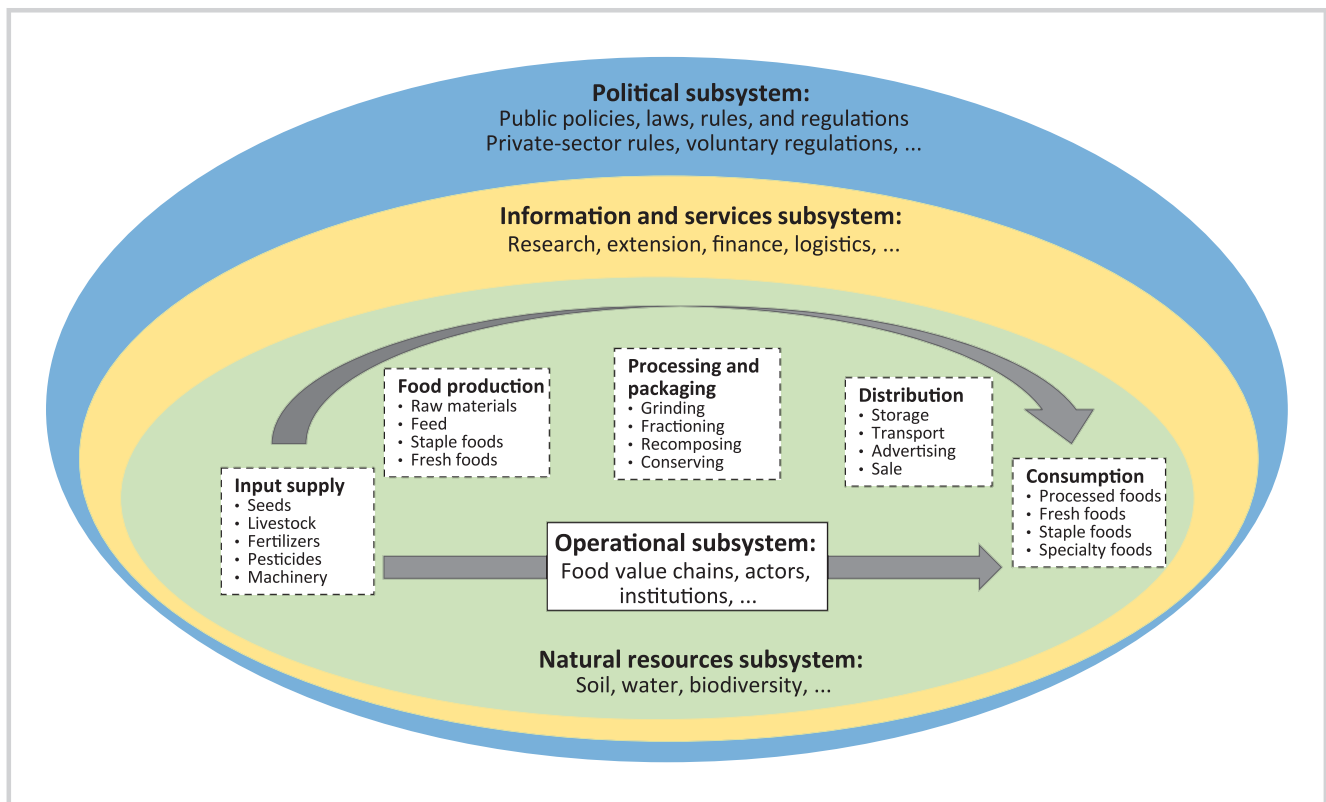 Political subsystem:
Public policies, laws, rules, and regulations
Private-sector rules, voluntary regulations, ...
Information and services subsystem:
Research, extension, finance, logistics, ...
Input supply
• Seeds
• Livestock
• Fertilizers
• Pesticides
• Machinery
Food production
• Raw materials
• Feed
• Staple foods
• Fresh foods
Processing and
packaging
• Grinding
• Fractioning
• Recomposing
• Conserving
Distribution
• Storage
• Transport
• Advertising
• Sale
Consumption
• Processed foods
• Fresh foods
• Staple foods
• Specialty foods
Operational subsystem:
Food value chains, actors,
institutions, ...
Natural resources subsystem:
Soil, water, biodiversity, ...